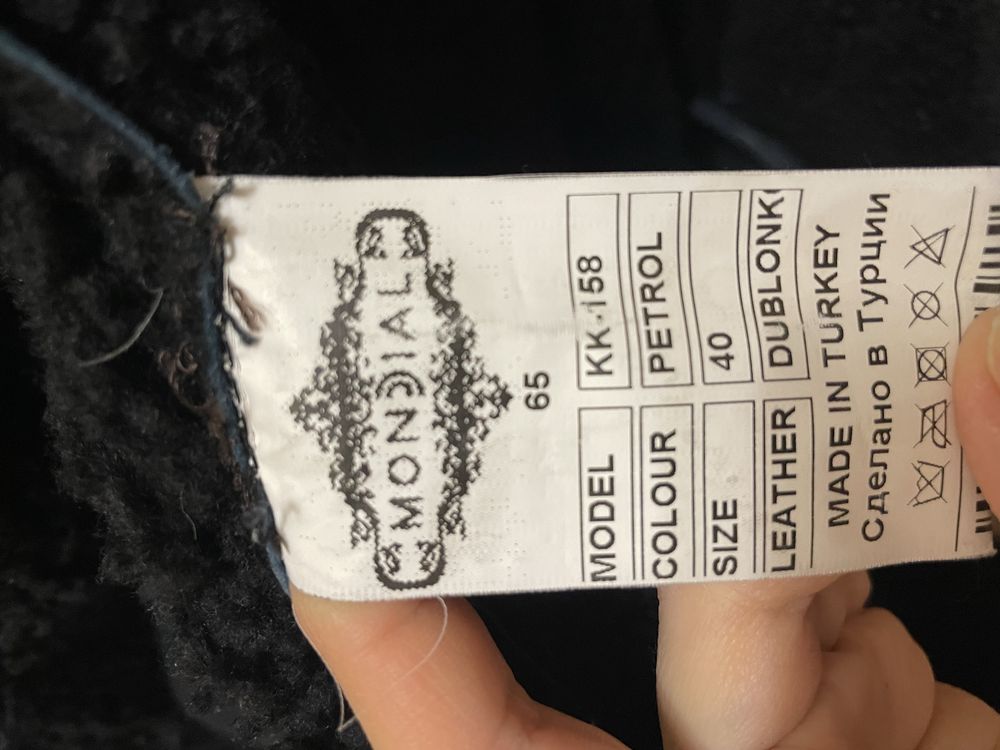 MONDIAL
65
MODEL KK-158
COLOUR PETROL
SIZE 40
LEATHER DUBLONK
MADE IN TURKEY
Сделано в Турции